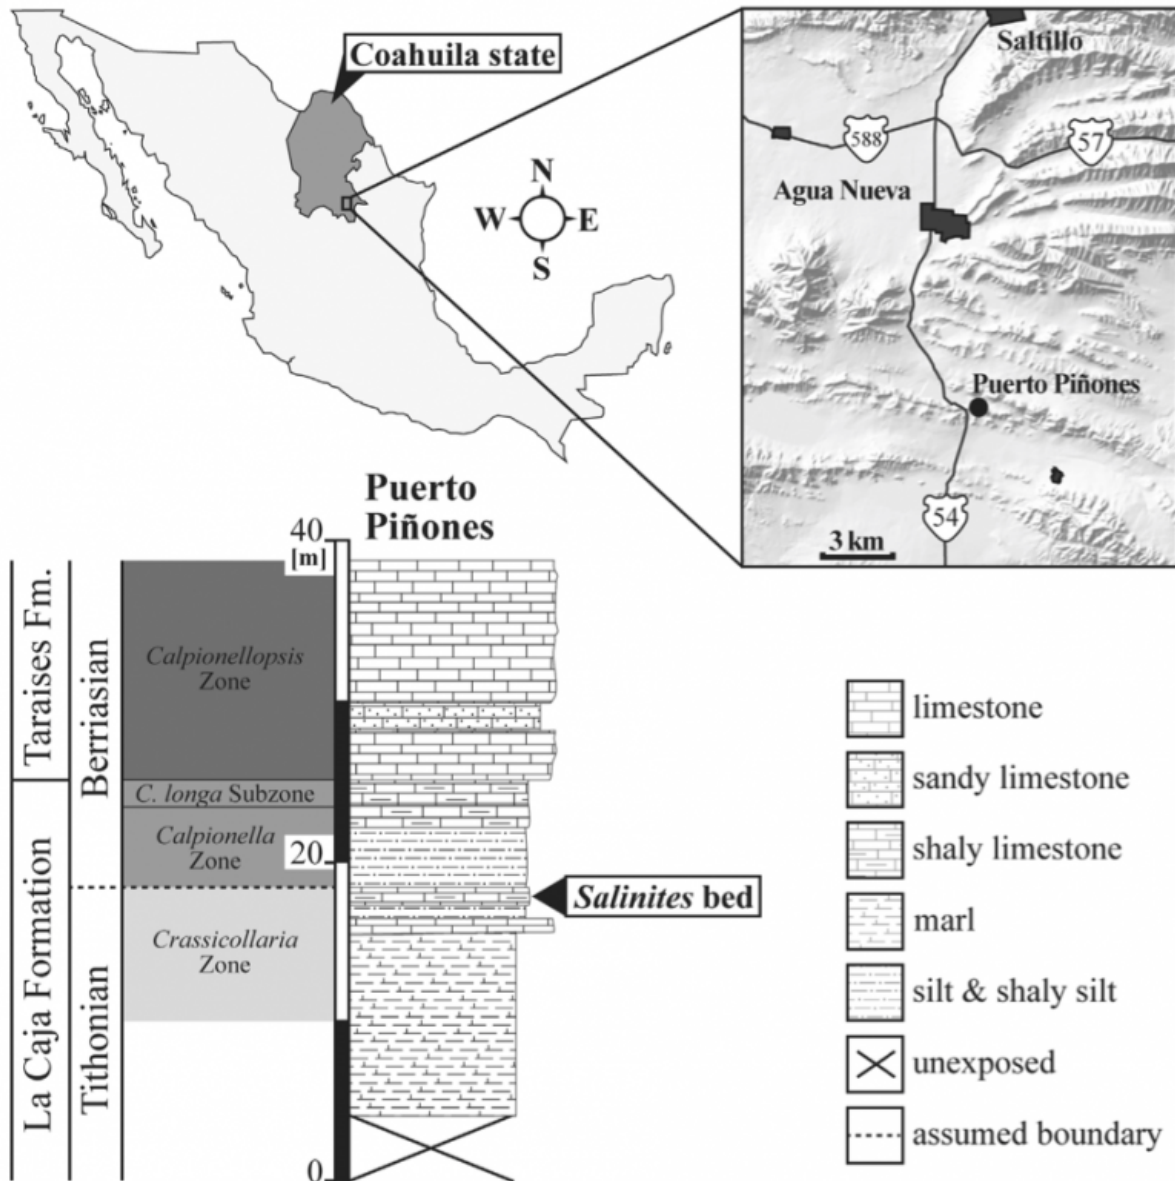 Coahuila state
N
W E
S
Saltillo
588
57
Agua Nueva
Puerto Piñones
54
3 km
Puerto
Piñones
40
[m]
20
0
Taraises Fm.
La Caja Formation
Berriasian
Tithonian
Calpionellopsis
Zone
C. longa Subzone
Calpionella
Zone
Crassicollaria
Zone
Salinites bed
limestone
sandy limestone
shaly limestone
marl
silt & shaly silt
unexposed
assumed boundary